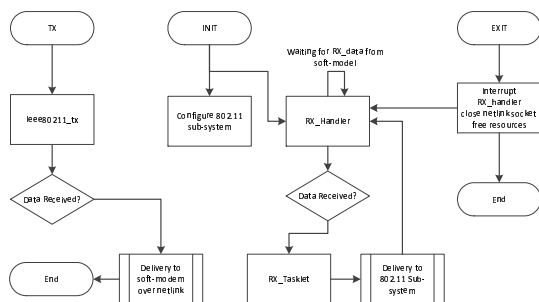 TX
INIT
EXIT
Waiting for RX_data from
soft-model
Ieee80211_tx
Configure 802.11
sub-system
RX_Handler
Interrupt
RX_handler
close netlink socket
free resources
Data Received?
Data Received?
End
End
Delivery to
soft-modem
over netlink
RX_Tasklet
Delivery to
802.11 Sub-
system